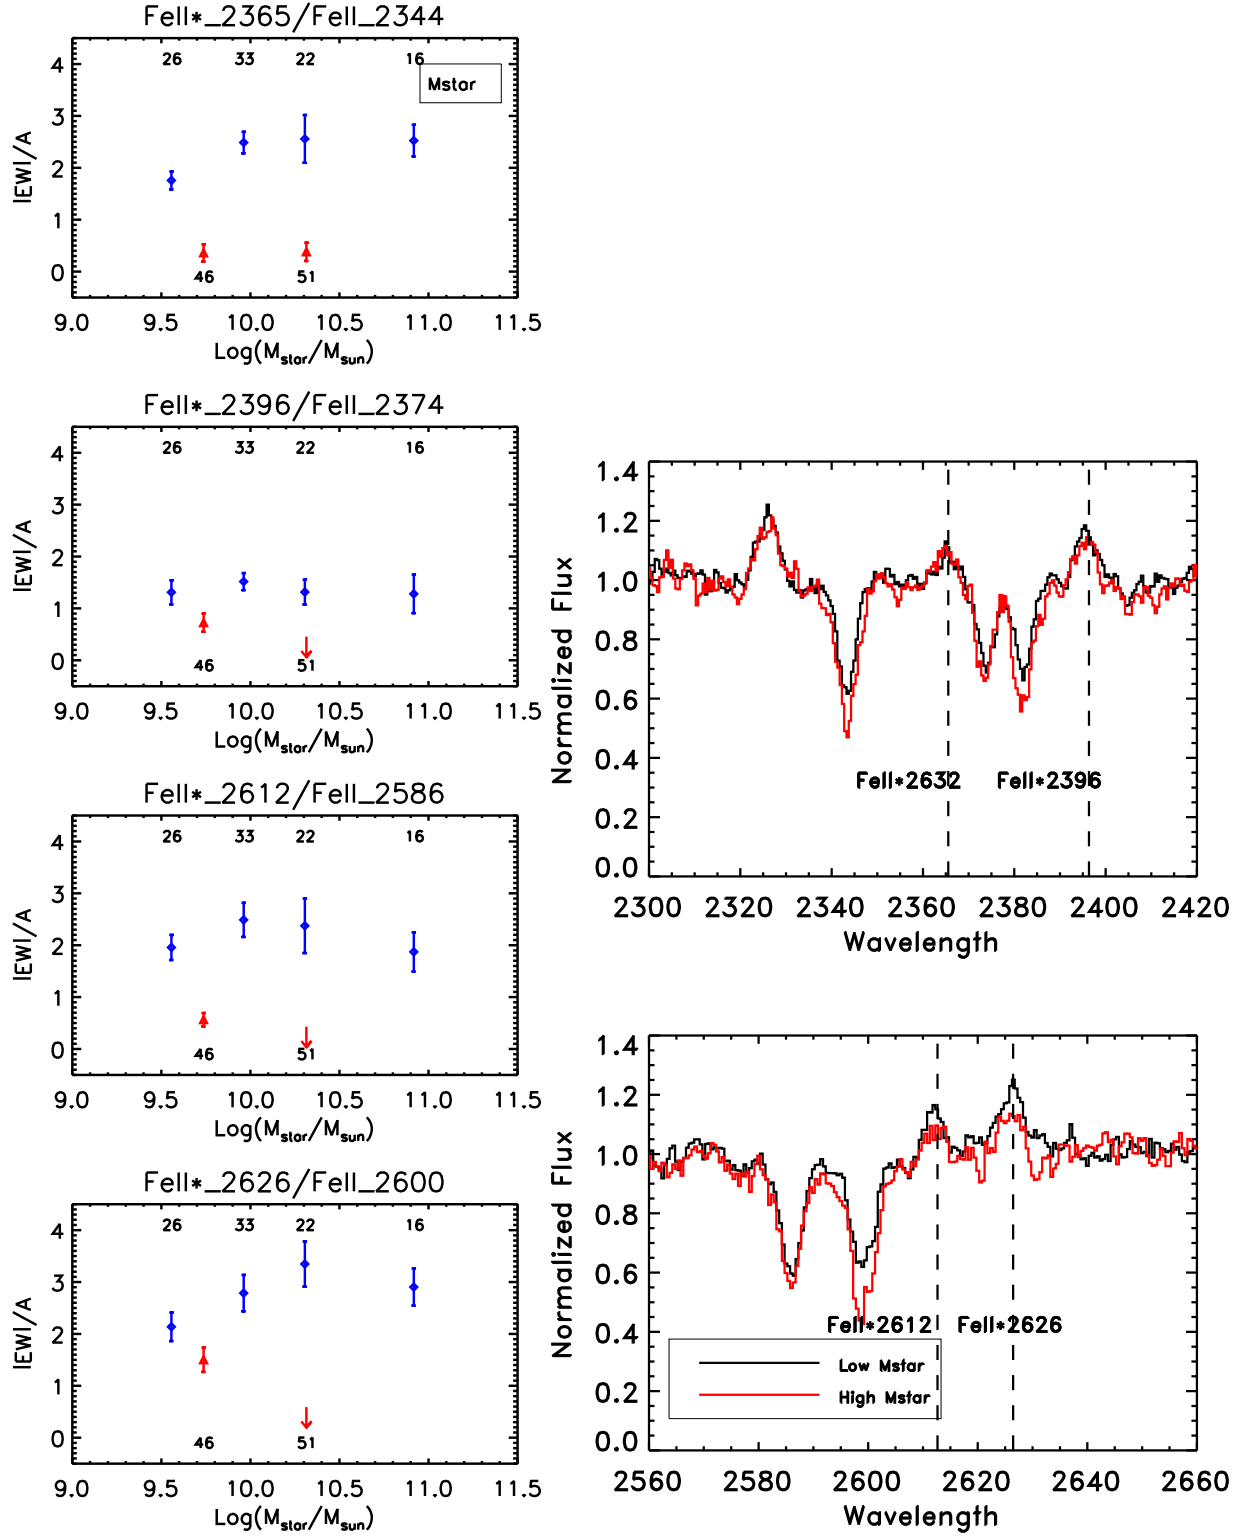 FeII*_2365/FeII_2344
26 33 22 16
Mstar
4
3
2
1
0
|EW|/A
46 51
9.0 9.5 10.0 10.5 11.0 11.5
Log(Mstar/Msun)
FeII*_2396/FeII_2374
26 33 22 16
4
3
2
1
0
|EW|/A
46 51
9.0 9.5 10.0 10.5 11.0 11.5
Log(Mstar/Msun)
FeII*_2612/FeII_2586
26 33 22 16
4
3
2
1
0
|EW|/A
46 51
9.0 9.5 10.0 10.5 11.0 11.5
Log(Mstar/Msun)
FeII*_2626/FeII_2600
26 33 22 16
4
3
2
1
0
|EW|/A
46 51
9.0 9.5 10.0 10.5 11.0 11.5
Log(Mstar/Msun)
1.4
1.2
1.0
0.8
0.6
0.4
0.2
0.0
Normalized Flux
FeII*2632 FeII*2396
2300 2320 2340 2360 2380 2400 2420
Wavelength
1.4
1.2
1.0
0.8
0.6
0.4
0.2
0.0
Normalized Flux
FeII*2612 FeII*2626
Low Mstar
High Mstar
2560 2580 2600 2620 2640 2660
Wavelength